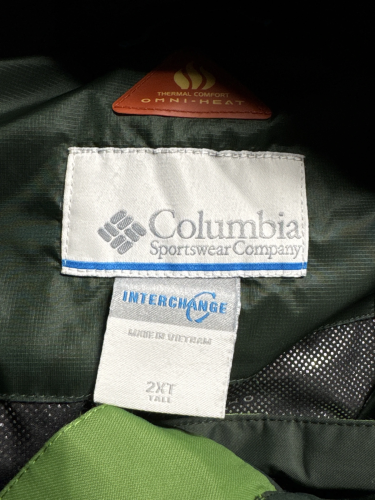 THERMAL COMFORT
OMNI-HEAT
Columbia
Sportswear Company
INTERCHANGE
MADE IN VIETNAM
2XT
TALL